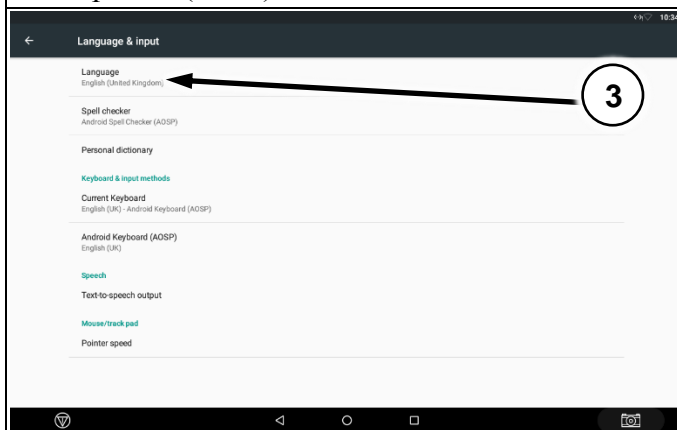 10:34
Language & input
Language
English (United Kingdom)
3
Spell checker
Android Spell Checker (AOSP)
Personal dictionary
Keyboard & input methods
Current Keyboard
English (UK) - Android Keyboard (AOSP)
Android Keyboard (AOSP)
English (UK)
Speech
Text-to-speech output
Mouse/track pad
Pointer speed